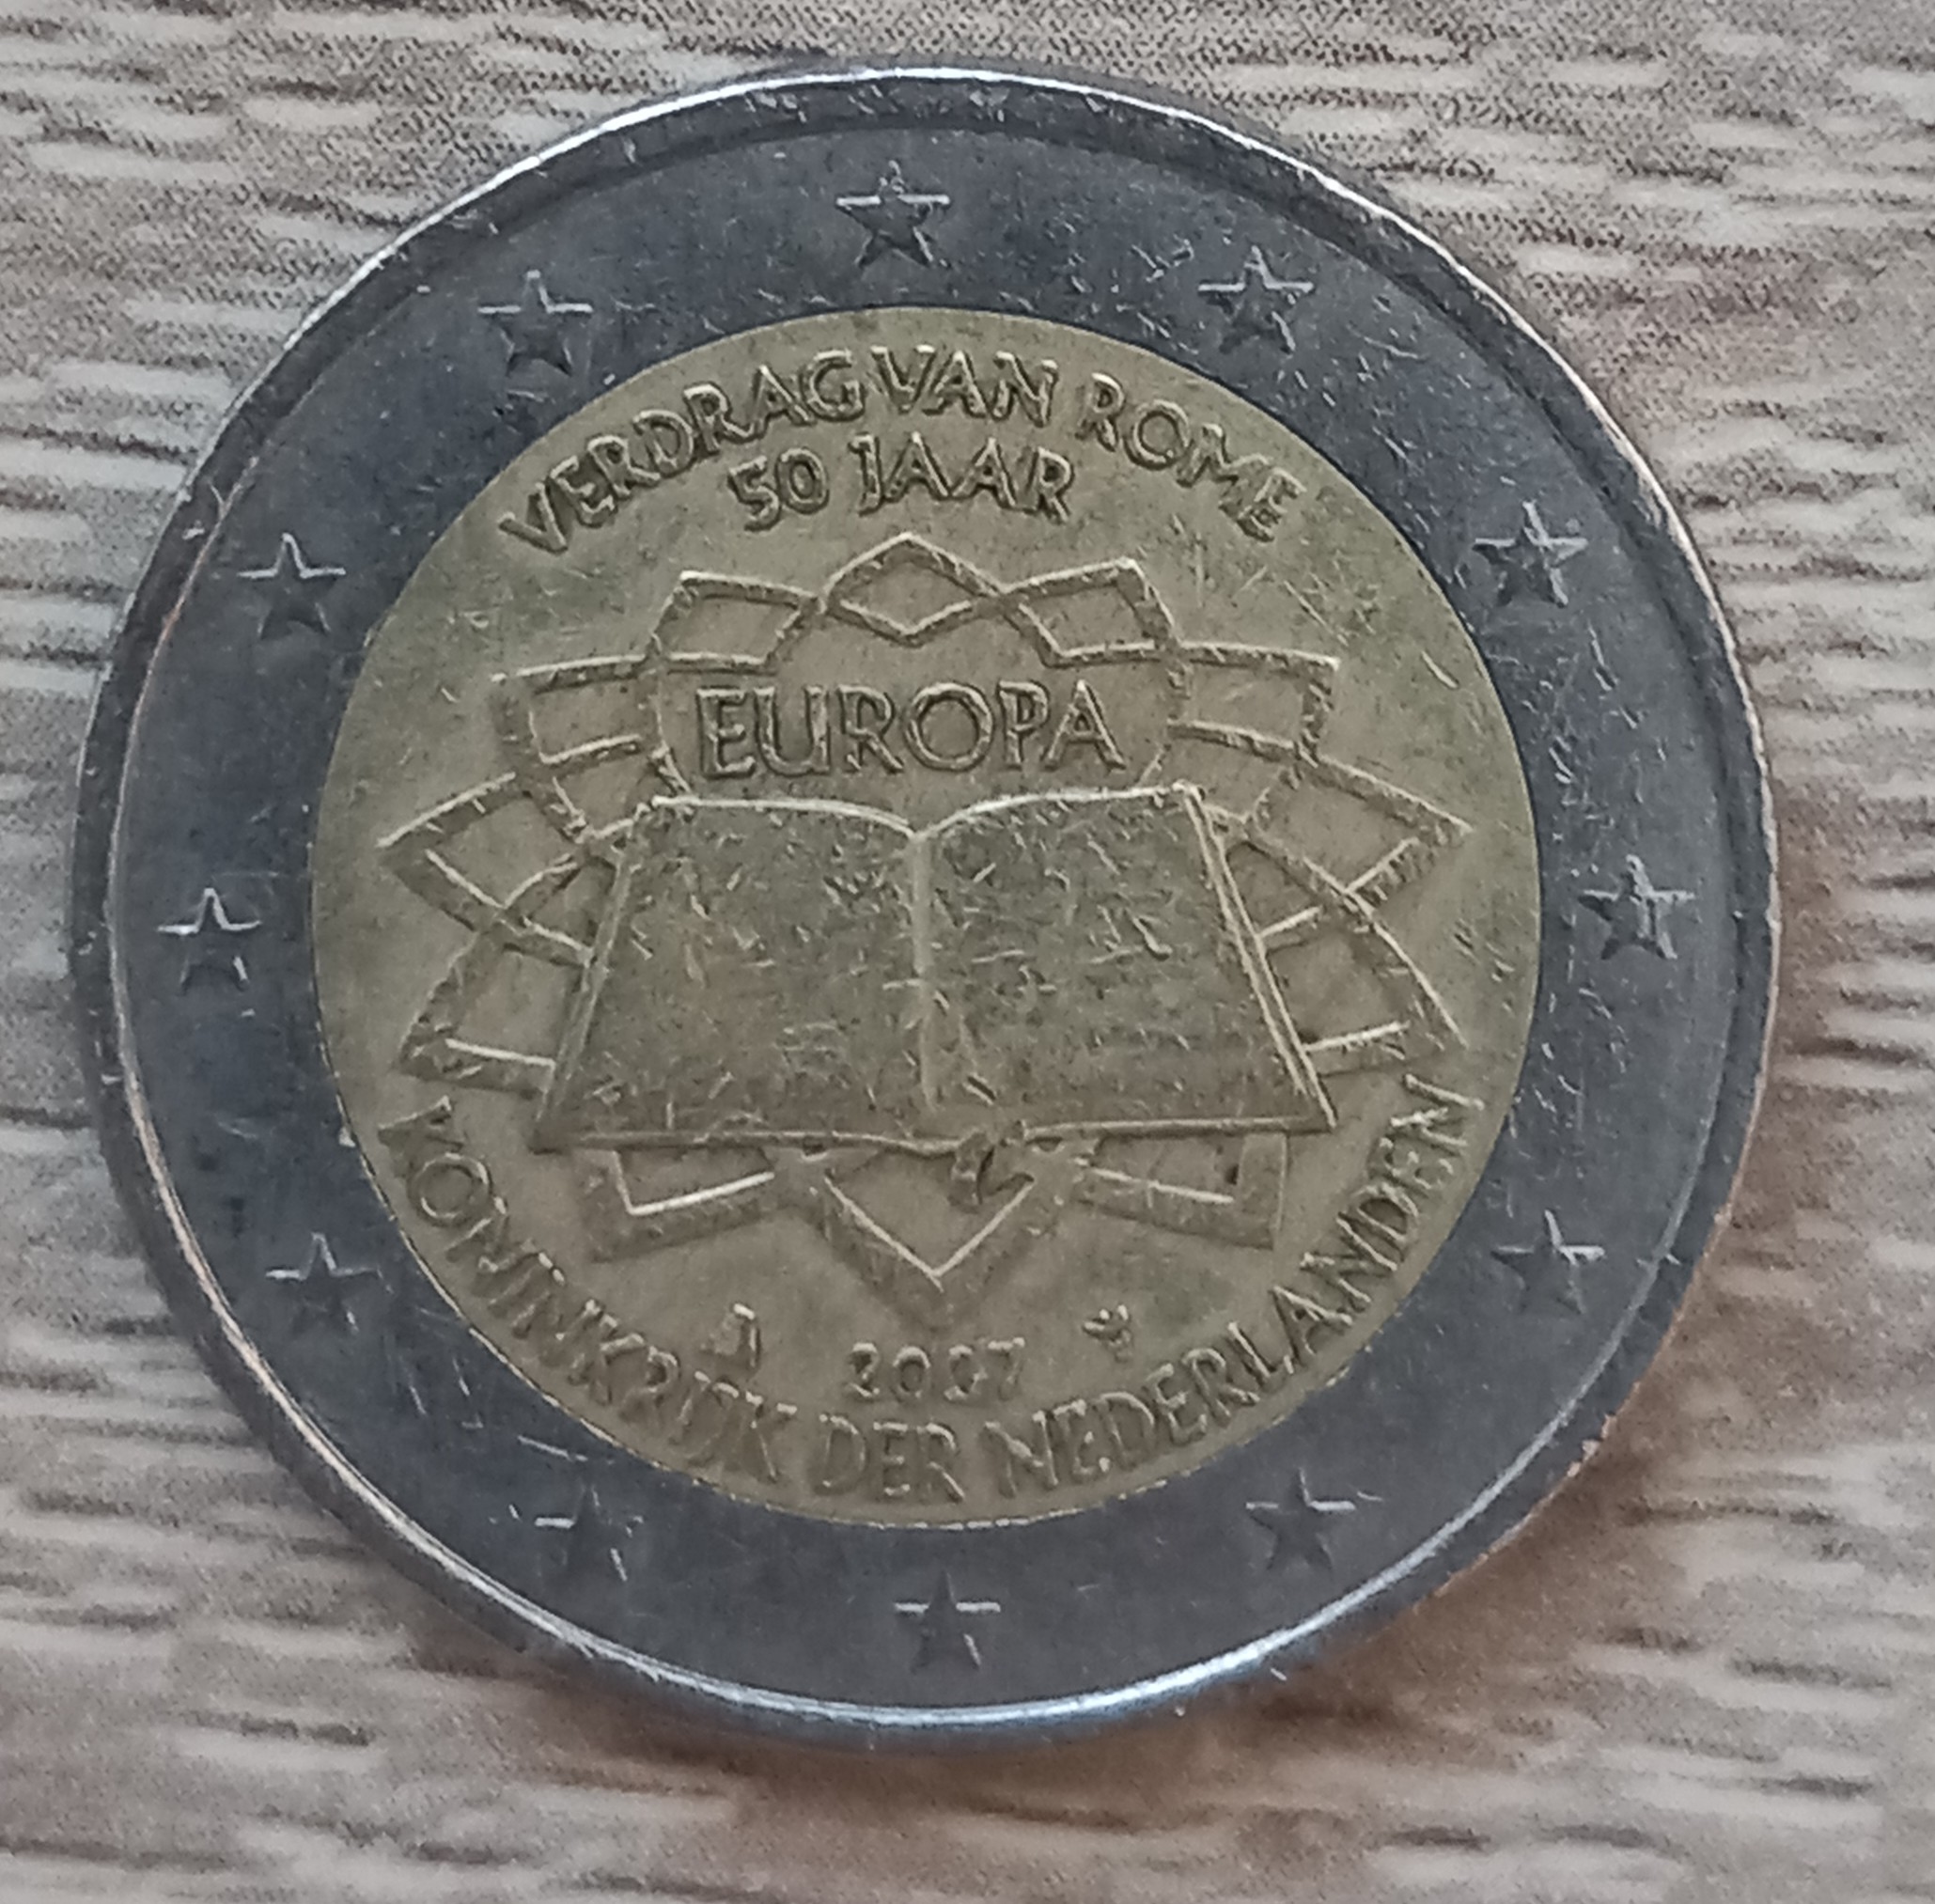 VERDRAG VAN ROME
50 JAAR
EUROPA
2007
KONINKRIJK DER NEDERLANDEN